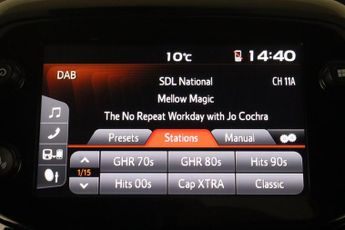 10°C
14:40
DAB
SDL National
CH 11A
Mellow Magic
The No Repeat Workday with Jo Cochra
Presets Stations Manual
GHR 70s GHR 80s Hits 90s
1/15
Hits 00s Cap XTRA Classic